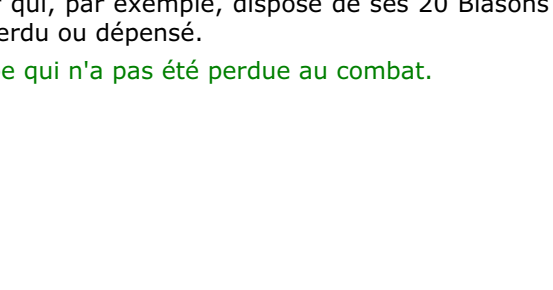 qui, par exemple, dispose de ses 20 Blasons
erdu ou dépensé.
e qui n'a pas été perdue au combat.